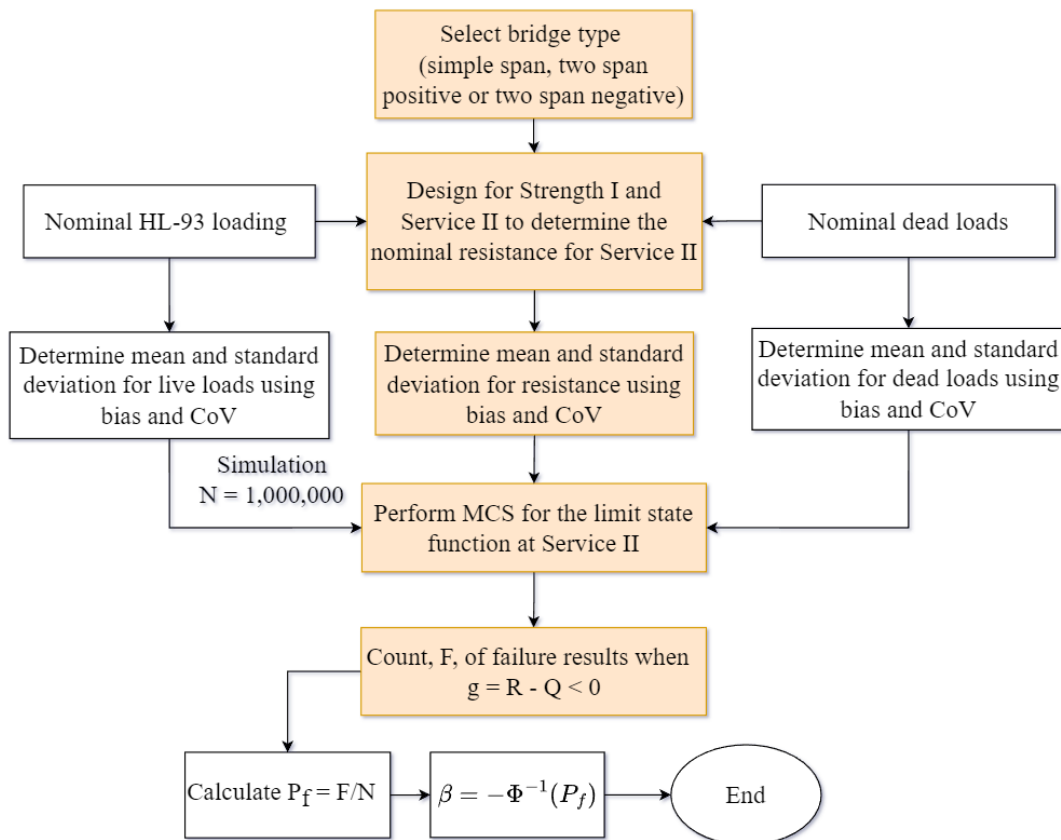 Select bridge type
(simple span, two span
positive or two span negative)
Nominal HL-93 loading
Design for Strength I and
Service II to determine the
nominal resistance for Service II
Nominal dead loads
Determine mean and standard
deviation for live loads using
bias and CoV
Determine mean and standard
deviation for resistance using
bias and CoV
Determine mean and standard
deviation for dead loads using
bias and CoV
Simulation
N = 1,000,000
Perform MCS for the limit state
function at Service II
Count, F, of failure results when
g = R - Q < 0
Calculate P_f = F/N
β = −Φ⁻¹(P_f)
End